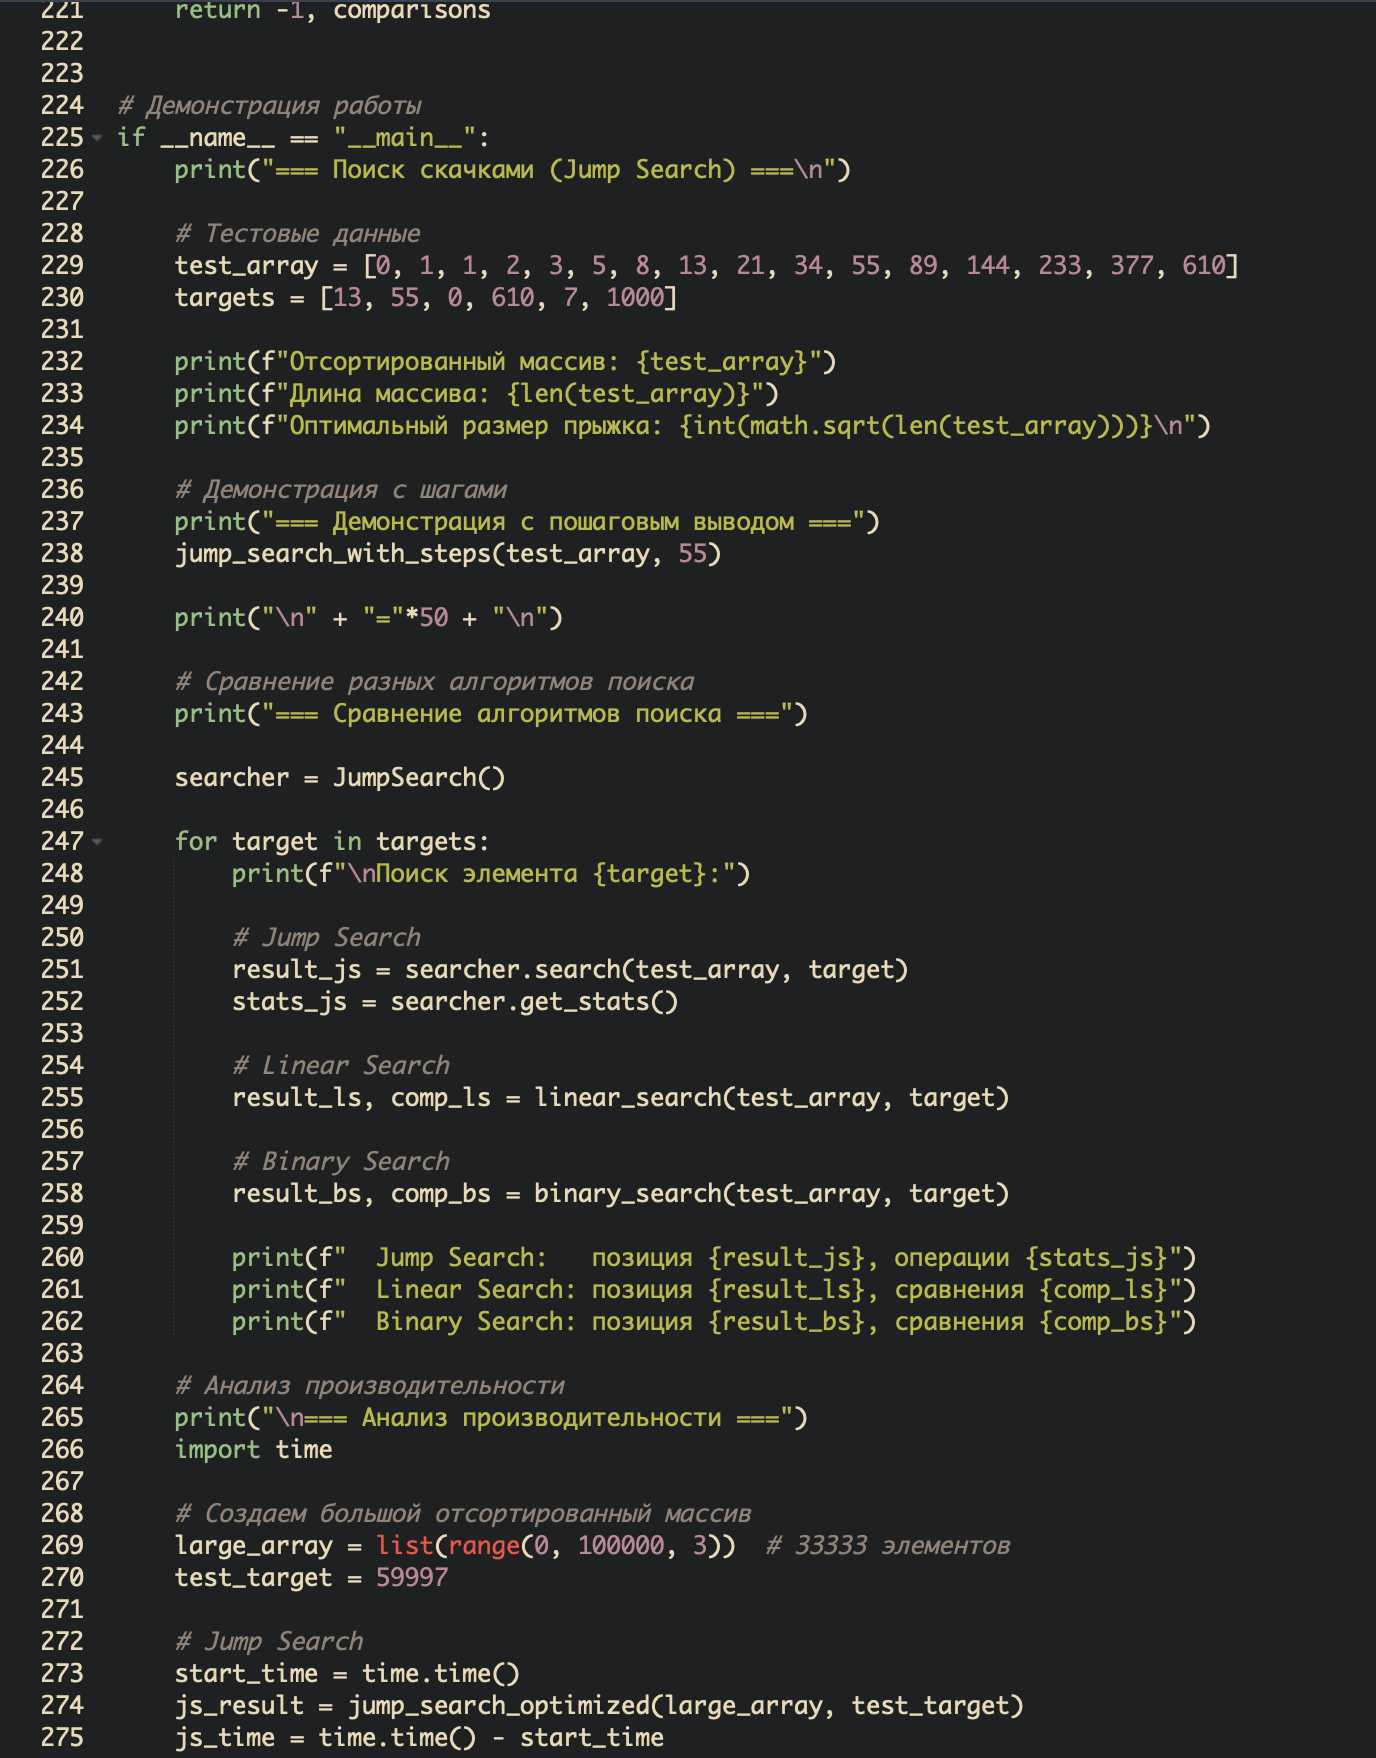 221 return -1, comparisons
222
223
224 # Демонстрация работы
225 if __name__ == "__main__":
226 print("=== Поиск скачками (Jump Search) ===\n")
227
228 # Тестовые данные
229 test_array = [0, 1, 1, 2, 3, 5, 8, 13, 21, 34, 55, 89, 144, 233, 377, 610]
230 targets = [13, 55, 0, 610, 7, 1000]
231
232 print(f"Отсортированный массив: {test_array}")
233 print(f"Длина массива: {len(test_array)}")
234 print(f"Оптимальный размер прыжка: {int(math.sqrt(len(test_array)))}\n")
235
236 # Демонстрация с шагами
237 print("=== Демонстрация с пошаговым выводом ===")
238 jump_search_with_steps(test_array, 55)
239
240 print("\n" + "="*50 + "\n")
241
242 # Сравнение разных алгоритмов поиска
243 print("=== Сравнение алгоритмов поиска ===")
244
245 searcher = JumpSearch()
246
247 for target in targets:
248 print(f"\nПоиск элемента {target}:")
249
250 # Jump Search
251 result_js = searcher.search(test_array, target)
252 stats_js = searcher.get_stats()
253
254 # Linear Search
255 result_ls, comp_ls = linear_search(test_array, target)
256
257 # Binary Search
258 result_bs, comp_bs = binary_search(test_array, target)
259
260 print(f"  Jump Search:   позиция {result_js}, операции {stats_js}")
261 print(f"  Linear Search: позиция {result_ls}, сравнения {comp_ls}")
262 print(f"  Binary Search: позиция {result_bs}, сравнения {comp_bs}")
263
264 # Анализ производительности
265 print("\n=== Анализ производительности ===")
266 import time
267
268 # Создаем большой отсортированный массив
269 large_array = list(range(0, 100000, 3))  # 33333 элементов
270 test_target = 59997
271
272 # Jump Search
273 start_time = time.time()
274 js_result = jump_search_optimized(large_array, test_target)
275 js_time = time.time() - start_time